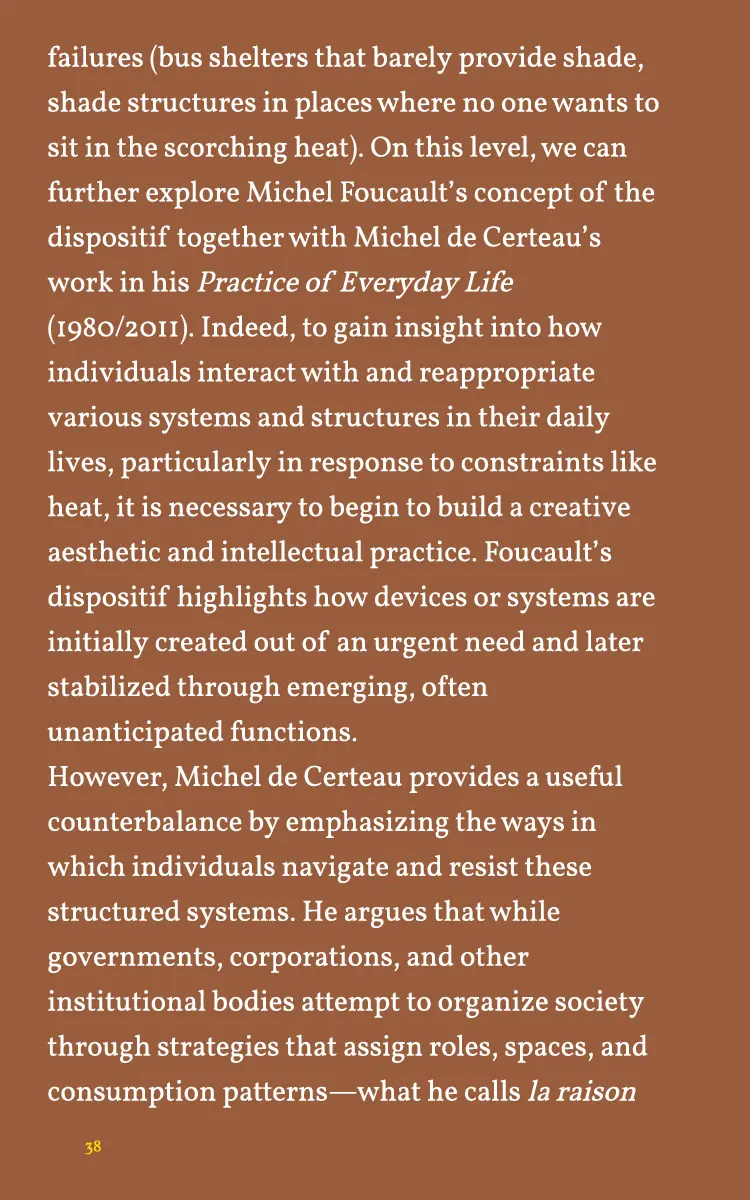 failures (bus shelters that barely provide shade,
shade structures in places where no one wants to
sit in the scorching heat). On this level, we can
further explore Michel Foucault’s concept of the
dispositif together with Michel de Certeau’s
work in his Practice of Everyday Life
(1980/2011). Indeed, to gain insight into how
individuals interact with and reappropriate
various systems and structures in their daily
lives, particularly in response to constraints like
heat, it is necessary to begin to build a creative
aesthetic and intellectual practice. Foucault’s
dispositif highlights how devices or systems are
initially created out of an urgent need and later
stabilized through emerging, often
unanticipated functions.
However, Michel de Certeau provides a useful
counterbalance by emphasizing the ways in
which individuals navigate and resist these
structured systems. He argues that while
governments, corporations, and other
institutional bodies attempt to organize society
through strategies that assign roles, spaces, and
consumption patterns—what he calls la raison
38